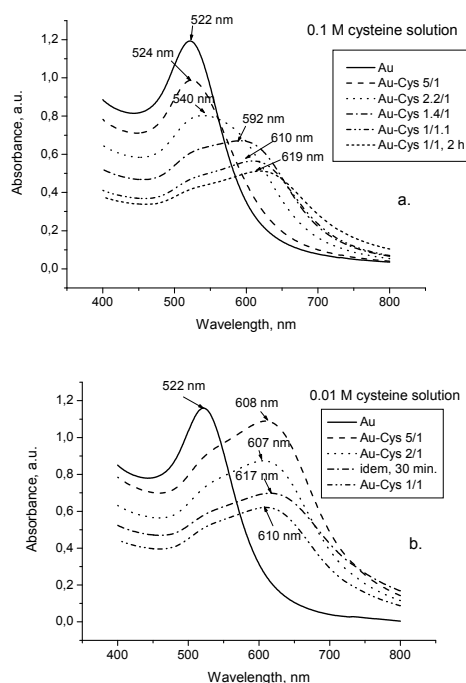 522 nm
0.1 M cysteine solution
524 nm
Au
Au-Cys 5/1
Au-Cys 2.2/1
Au-Cys 1.4/1
Au-Cys 1/1.1
Au-Cys 1/1, 2 h
540 nm
592 nm
610 nm
619 nm
a.
1,2
1,0
0,8
0,6
0,4
0,2
0,0
Absorbance, a.u.
400 500 600 700 800
Wavelength, nm
522 nm
0.01 M cysteine solution
608 nm
Au
Au-Cys 5/1
Au-Cys 2/1
idem, 30 min.
Au-Cys 1/1
607 nm
617 nm
610 nm
b.
1,2
1,0
0,8
0,6
0,4
0,2
0,0
Absorbance, a.u.
400 500 600 700 800
Wavelength, nm